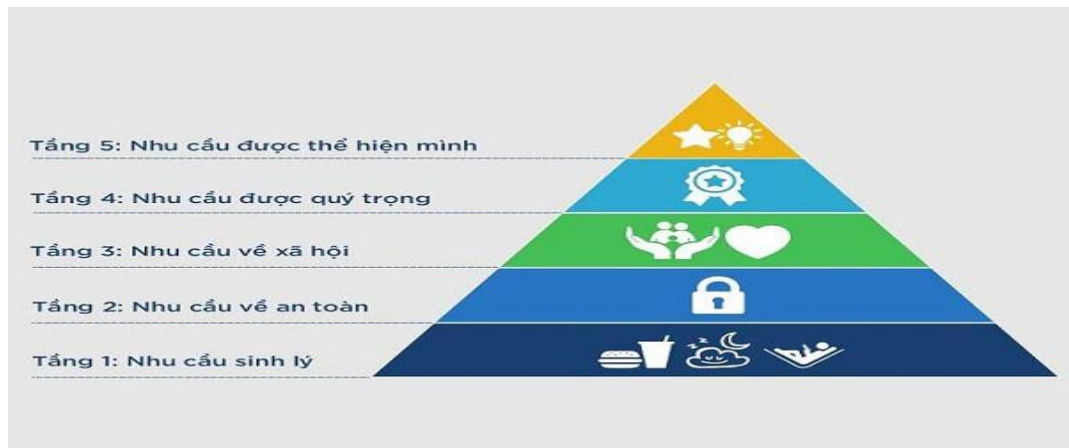 Tầng 5: Nhu cầu được thể hiện mình
Tầng 4: Nhu cầu được quý trọng
Tầng 3: Nhu cầu về xã hội
Tầng 2: Nhu cầu về an toàn
Tầng 1: Nhu cầu sinh lý